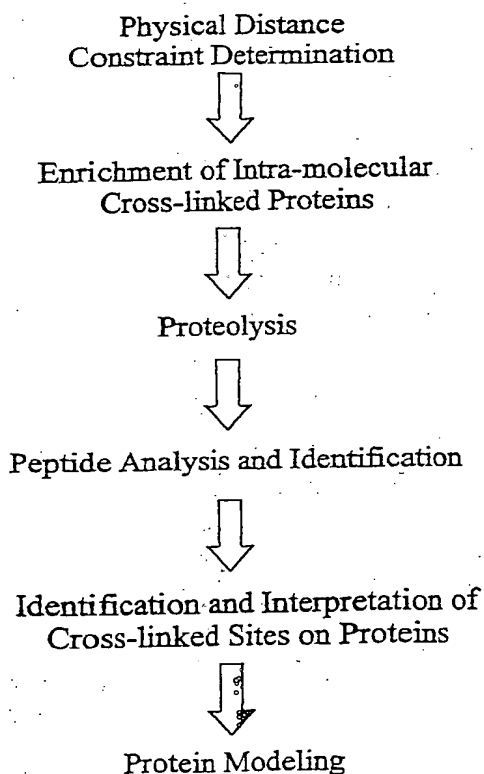 Physical Distance
Constraint Determination
Enrichment of Intra-molecular
Cross-linked Proteins
Proteolysis
Peptide Analysis and Identification
Identification and Interpretation of
Cross-linked Sites on Proteins
Protein Modeling